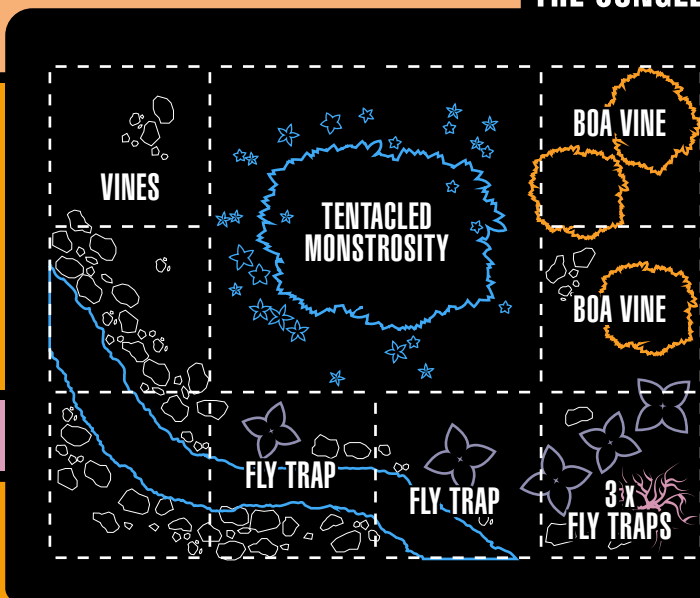 VINES
TENTACLED
MONSTROSITY
BOA VINE
BOA VINE
FLY TRAP
FLY TRAP
3 x
FLY TRAPS